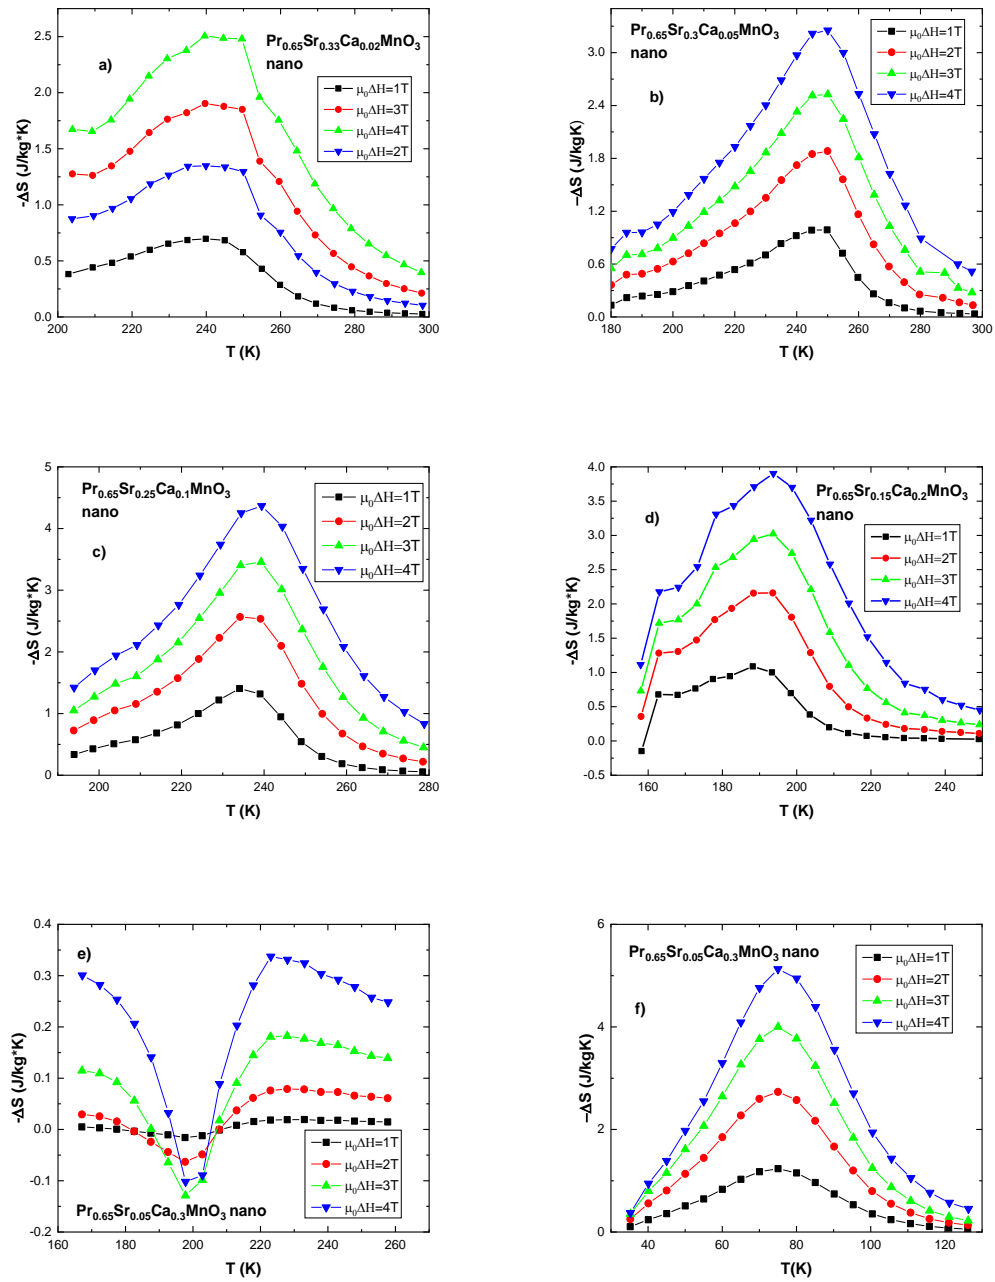 Pr0.65Sr0.33Ca0.02MnO3
nano
a)
μ0ΔH=1T
μ0ΔH=3T
μ0ΔH=4T
μ0ΔH=2T
2.5
2.0
1.5
1.0
0.5
0.0
-ΔS (J/kg*K)
200 220 240 260 280 300
T (K)
Pr0.65Sr0.3Ca0.05MnO3
nano
b)
μ0ΔH=1T
μ0ΔH=2T
μ0ΔH=3T
μ0ΔH=4T
3.0
2.4
1.8
1.2
0.6
0.0
−ΔS (J/kgK)
180 200 220 240 260 280 300
T (K)
Pr0.65Sr0.25Ca0.1MnO3
nano
c)
μ0ΔH=1T
μ0ΔH=2T
μ0ΔH=3T
μ0ΔH=4T
5
4
3
2
1
0
-ΔS (J/kg*K)
200 220 240 260 280
T (K)
Pr0.65Sr0.15Ca0.2MnO3
nano
d)
μ0ΔH=1T
μ0ΔH=2T
μ0ΔH=3T
μ0ΔH=4T
4.0
3.5
3.0
2.5
2.0
1.5
1.0
0.5
0.0
-0.5
-ΔS (J/kg*K)
160 180 200 220 240
T (K)
e)
0.4
0.3
0.2
0.1
0.0
-0.1
-0.2
-ΔS (J/kg*K)
μ0ΔH=1T
μ0ΔH=2T
μ0ΔH=3T
μ0ΔH=4T
Pr0.65Sr0.05Ca0.3MnO3 nano
160 180 200 220 240 260
T (K)
Pr0.65Sr0.05Ca0.3MnO3 nano
f)
μ0ΔH=1T
μ0ΔH=2T
μ0ΔH=3T
μ0ΔH=4T
6
4
2
0
−ΔS (J/kgK)
40 60 80 100 120
T(K)